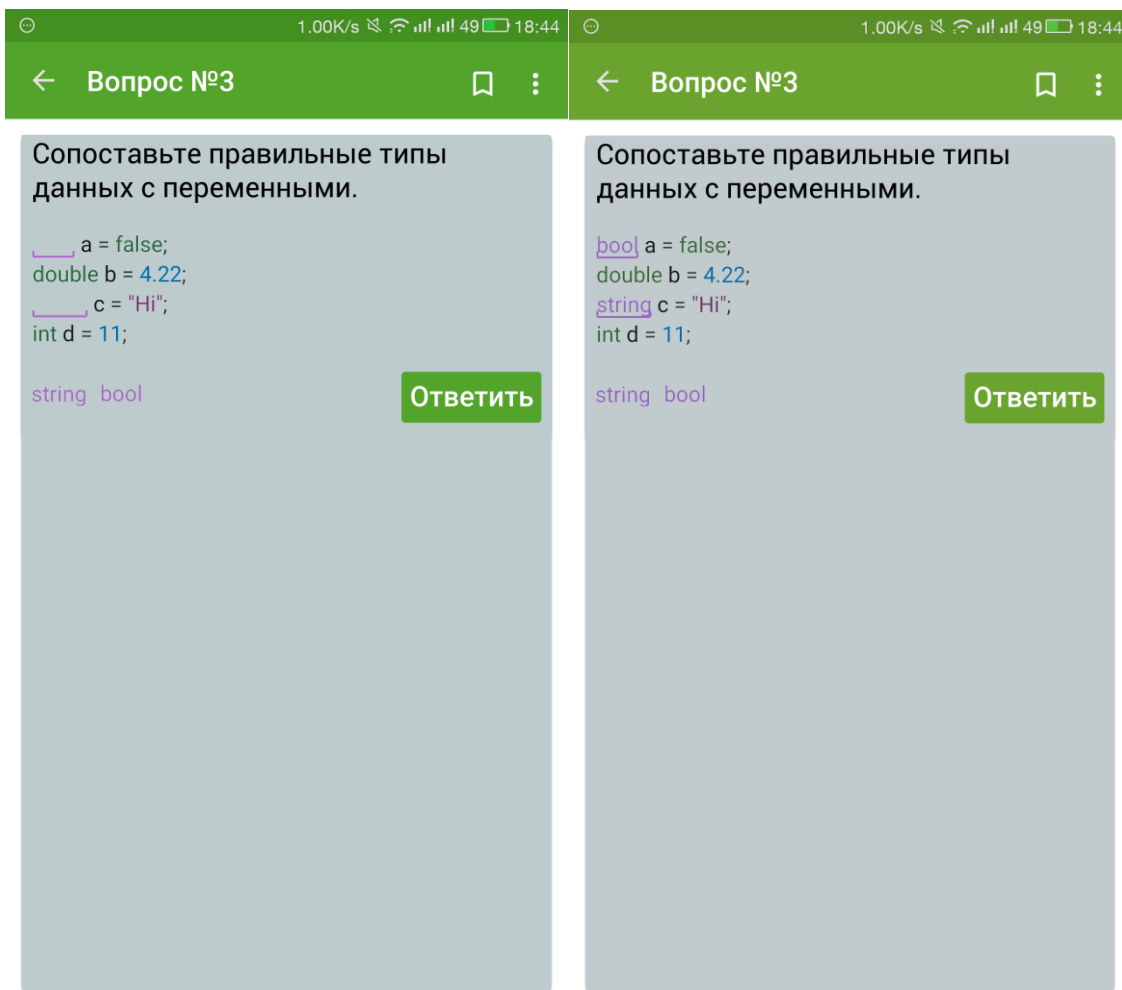 1.00K/s 49 18:44
Вопрос №3
Сопоставьте правильные типы
данных с переменными.
____ a = false;
double b = 4.22;
_____ c = "Hi";
int d = 11;
string bool
Ответить
1.00K/s 49 18:44
Вопрос №3
Сопоставьте правильные типы
данных с переменными.
bool a = false;
double b = 4.22;
string c = "Hi";
int d = 11;
string bool
Ответить